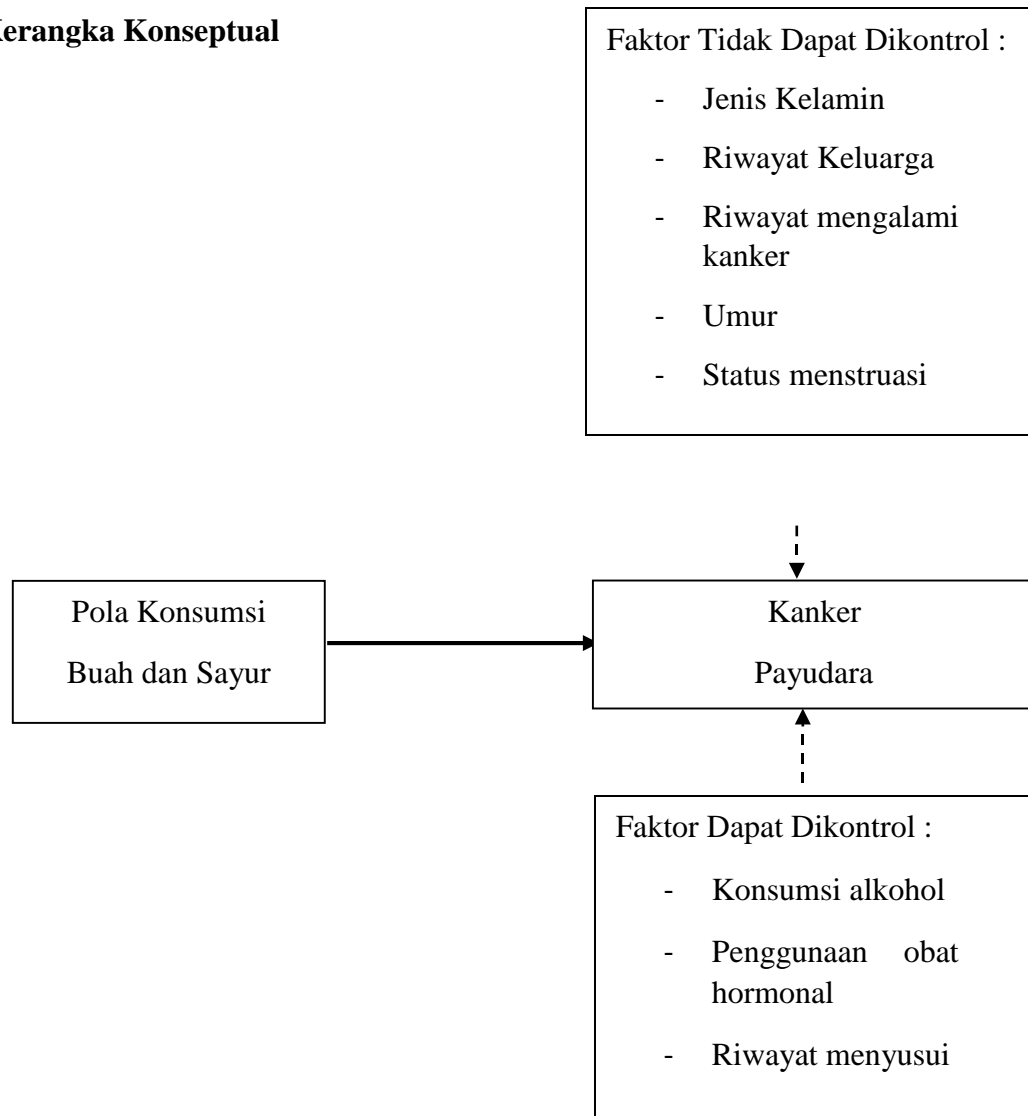 Kerangka Konseptual
Faktor Tidak Dapat Dikontrol :
- Jenis Kelamin
- Riwayat Keluarga
- Riwayat mengalami
kanker
- Umur
- Status menstruasi
Pola Konsumsi
Buah dan Sayur
Kanker
Payudara
Faktor Dapat Dikontrol :
- Konsumsi alkohol
- Penggunaan obat
hormonal
- Riwayat menyusui